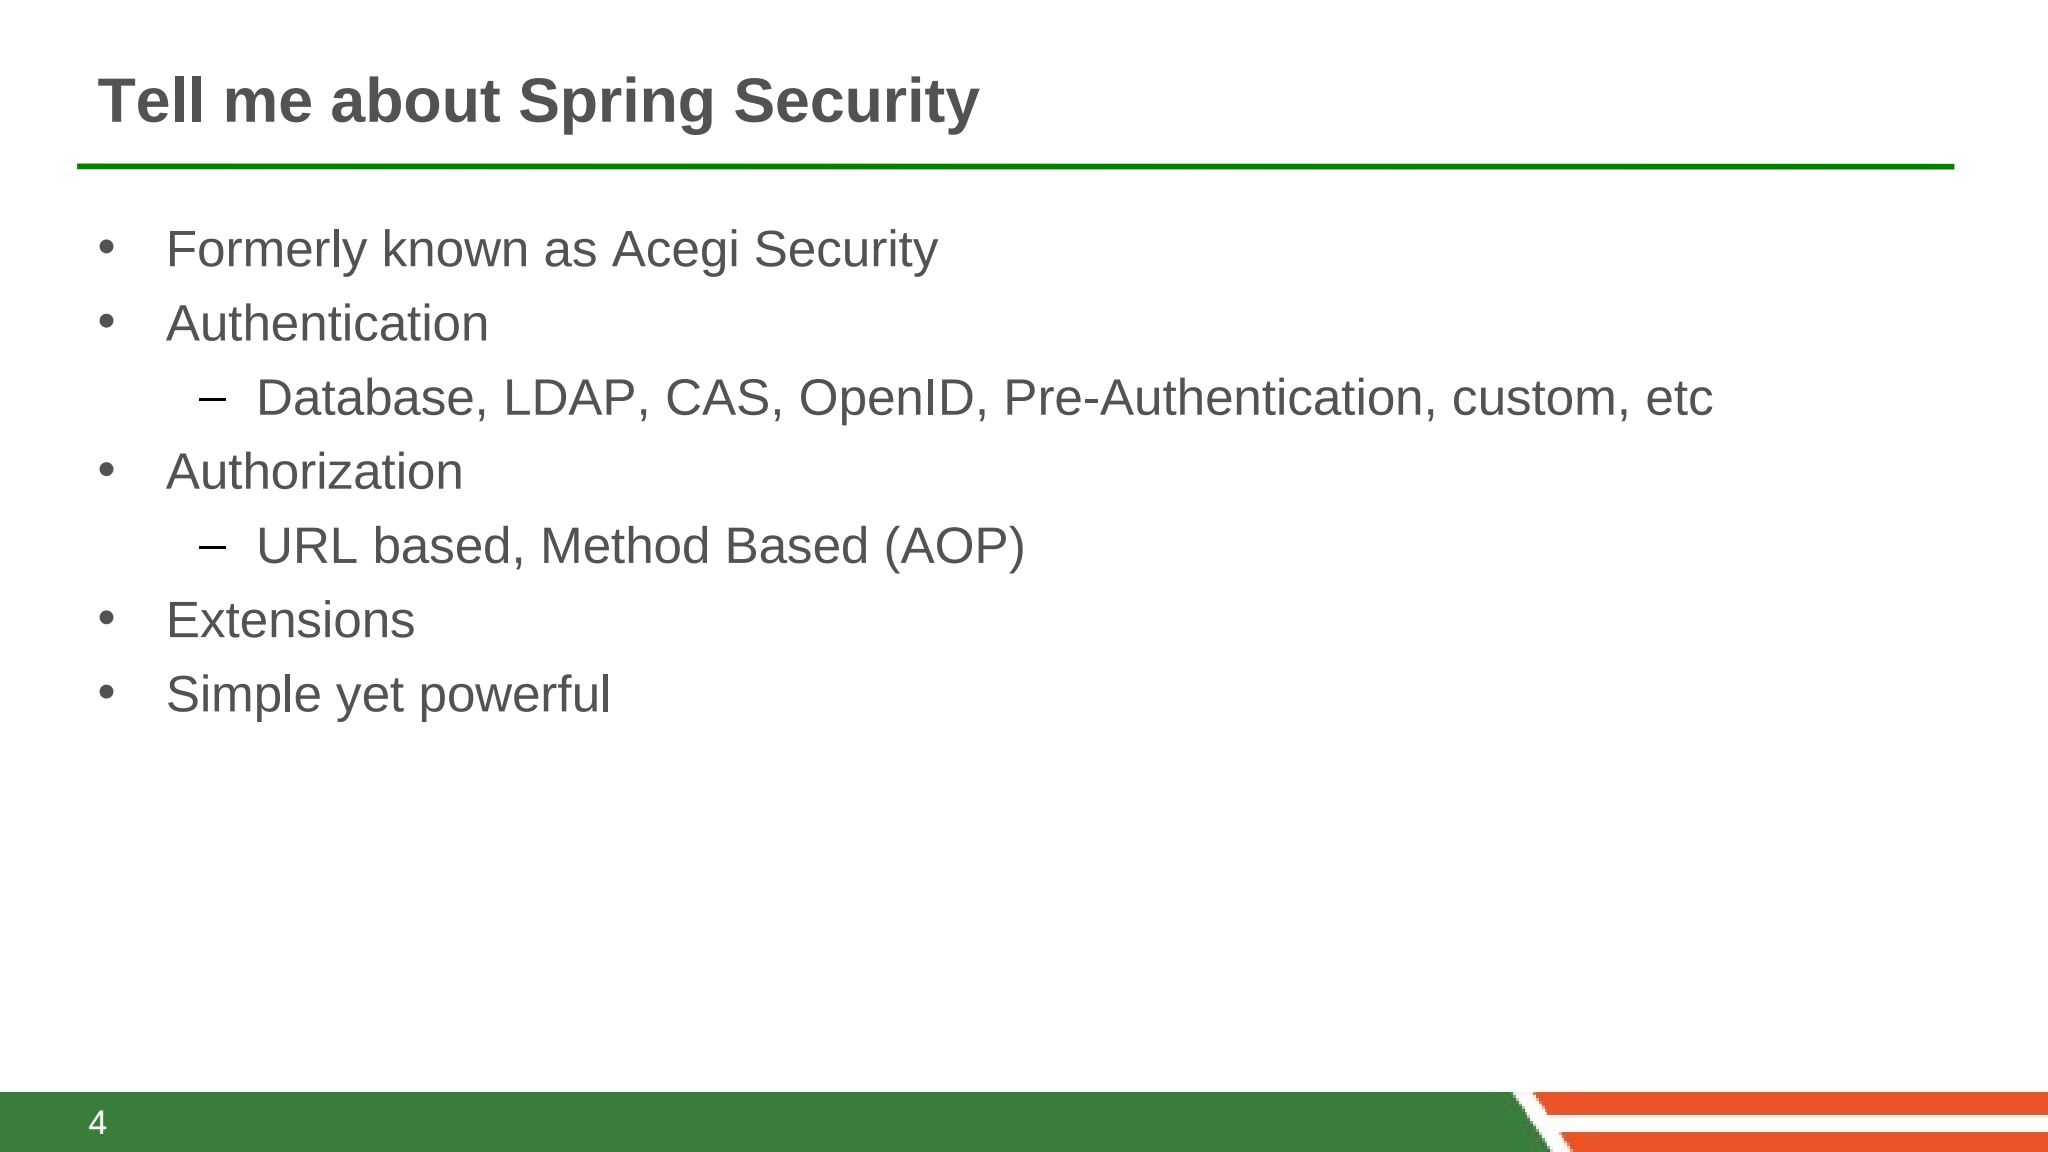 Tell me about Spring Security
• Formerly known as Acegi Security
• Authentication
– Database, LDAP, CAS, OpenID, Pre-Authentication, custom, etc
• Authorization
– URL based, Method Based (AOP)
• Extensions
• Simple yet powerful
4